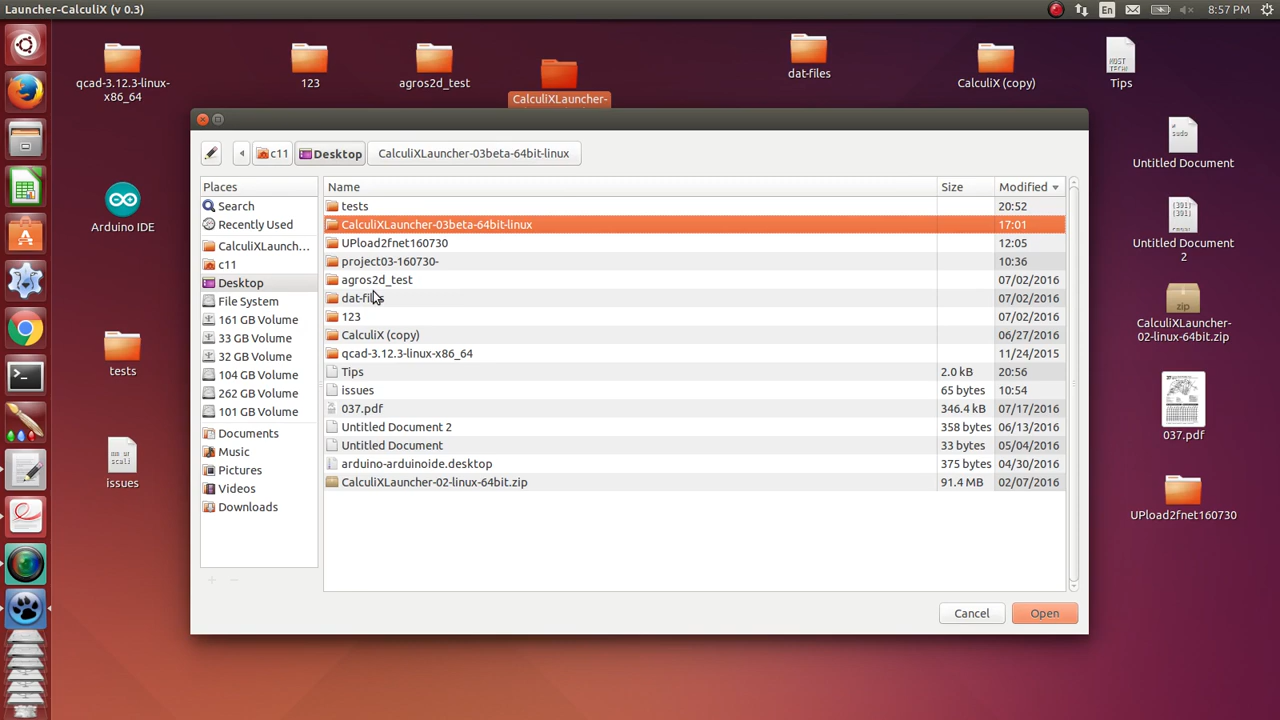 Launcher-CalculiX (v 0.3)
En
8:57 PM
qcad-3.12.3-linux-
x86_64
123
agros2d_test
CalculiXLauncher-
dat-files
CalculiX (copy)
Tips
c11
Desktop
CalculiXLauncher-03beta-64bit-linux
Places
Name
Size
Modified
Search
Recently Used
CalculiXLaunch...
c11
Desktop
File System
161 GB Volume
33 GB Volume
32 GB Volume
104 GB Volume
262 GB Volume
101 GB Volume
Documents
Music
Pictures
Videos
Downloads
tests 20:52
CalculiXLauncher-03beta-64bit-linux 17:01
UPload2fnet160730 12:05
project03-160730- 10:36
agros2d_test 07/02/2016
dat-files 07/02/2016
123 07/02/2016
CalculiX (copy) 06/27/2016
qcad-3.12.3-linux-x86_64 11/24/2015
Tips 2.0 kB 20:56
issues 65 bytes 10:54
037.pdf 346.4 kB 07/17/2016
Untitled Document 2 358 bytes 06/13/2016
Untitled Document 33 bytes 05/04/2016
arduino-arduinoide.desktop 375 bytes 04/30/2016
CalculiXLauncher-02-linux-64bit.zip 91.4 MB 02/07/2016
Cancel
Open
Arduino IDE
tests
issues
sudo
Untitled Document
(301)
(301)
Untitled Document
2
zip
CalculiXLauncher-
02-linux-64bit.zip
037.pdf
UPload2fnet160730